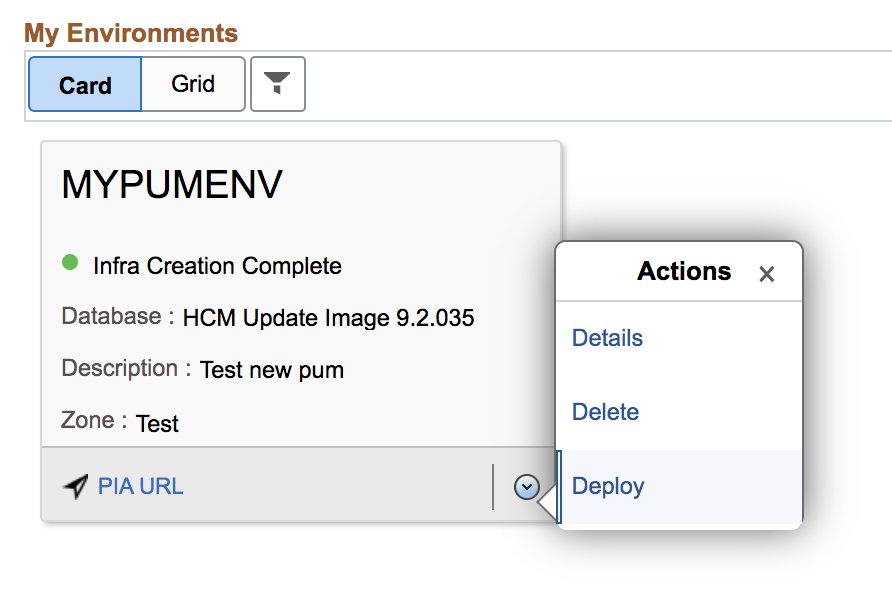 My Environments
Card Grid
MYPUMENV
Infra Creation Complete
Database : HCM Update Image 9.2.035
Description : Test new pum
Zone : Test
PIA URL
Actions ×
Details
Delete
Deploy